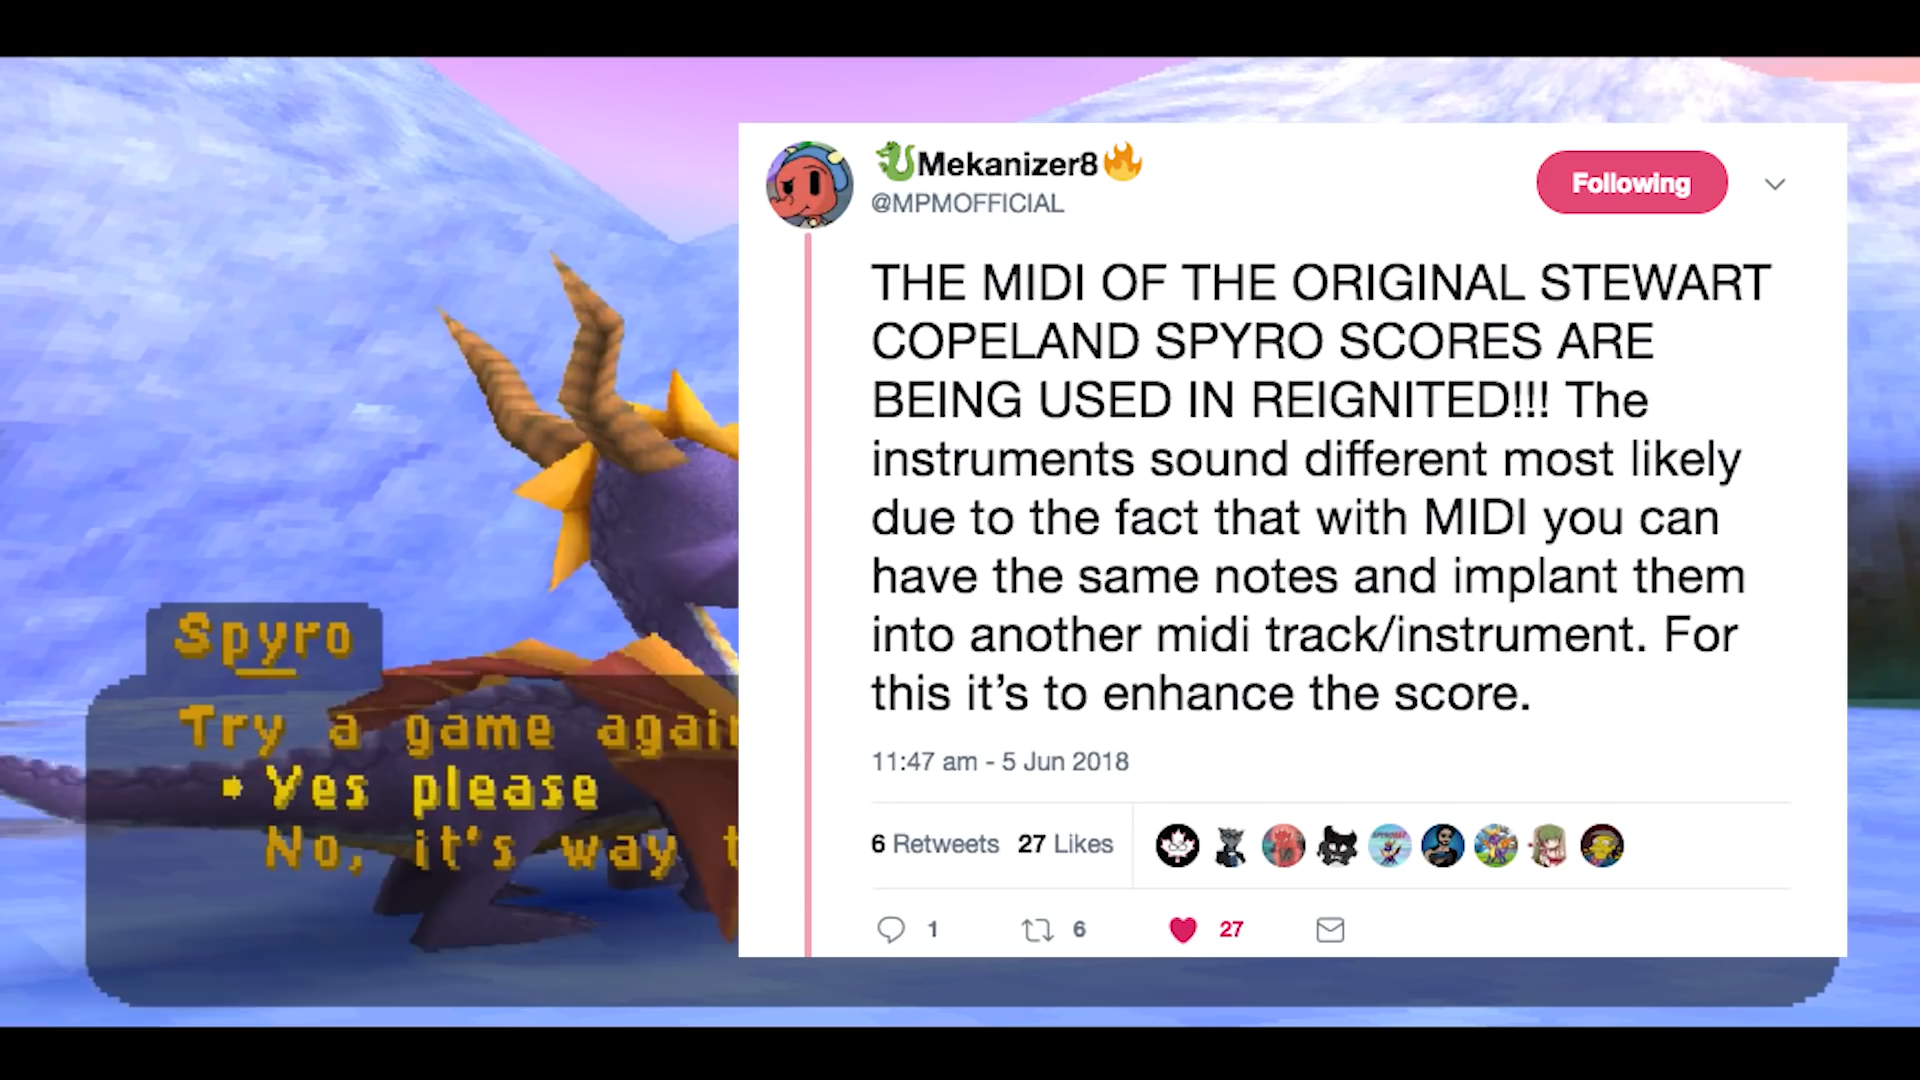 🐉Mekanizer8🔥
@MPMOFFICIAL
Following
THE MIDI OF THE ORIGINAL STEWART
COPELAND SPYRO SCORES ARE
BEING USED IN REIGNITED!!! The
instruments sound different most likely
due to the fact that with MIDI you can
have the same notes and implant them
into another midi track/instrument. For
this it's to enhance the score.
11:47 am - 5 Jun 2018
6 Retweets 27 Likes
1 6 27
Spyro
Try a game again
Yes please
No, it's way